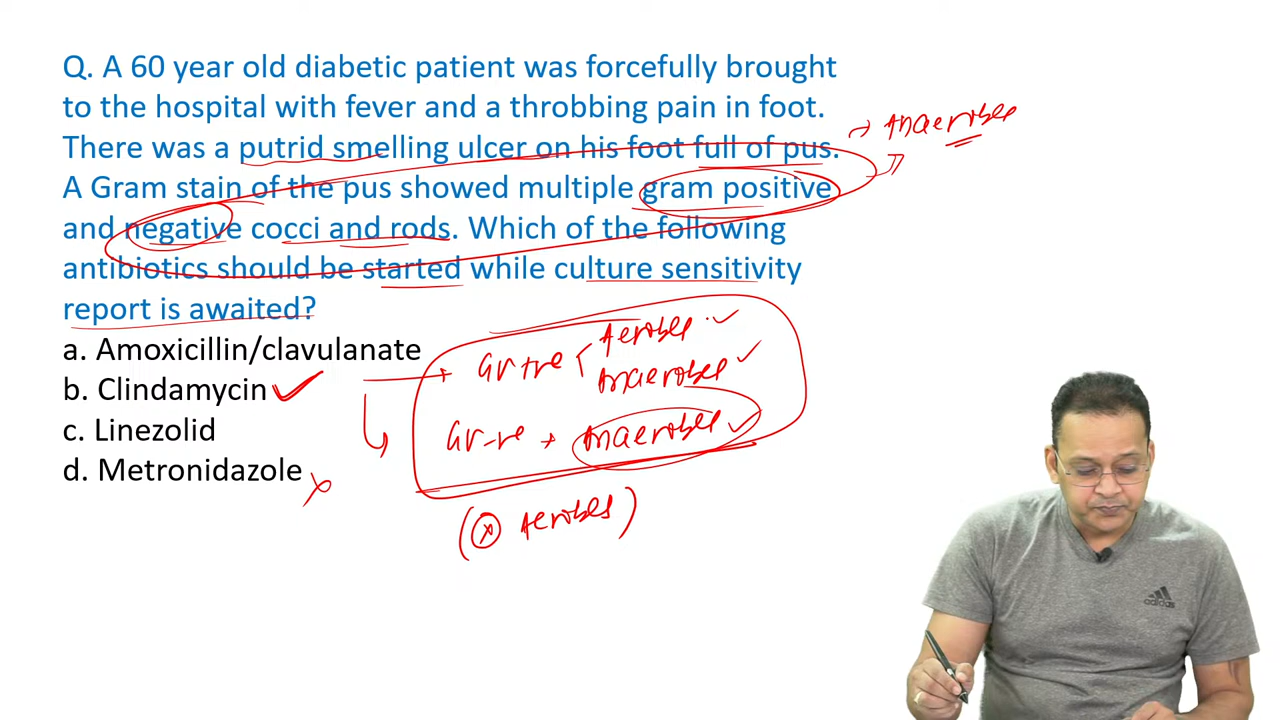 Q. A 60 year old diabetic patient was forcefully brought
to the hospital with fever and a throbbing pain in foot.
There was a putrid smelling ulcer on his foot full of pus.
A Gram stain of the pus showed multiple gram positive
and negative cocci and rods. Which of the following
antibiotics should be started while culture sensitivity
report is awaited?
a. Amoxicillin/clavulanate
b. Clindamycin
c. Linezolid
d. Metronidazole
→ Anaerobes
Gr +ve
Aerobes
Anaerobes
Gr -ve → Anaerobes
(x Aerobes)
adidas